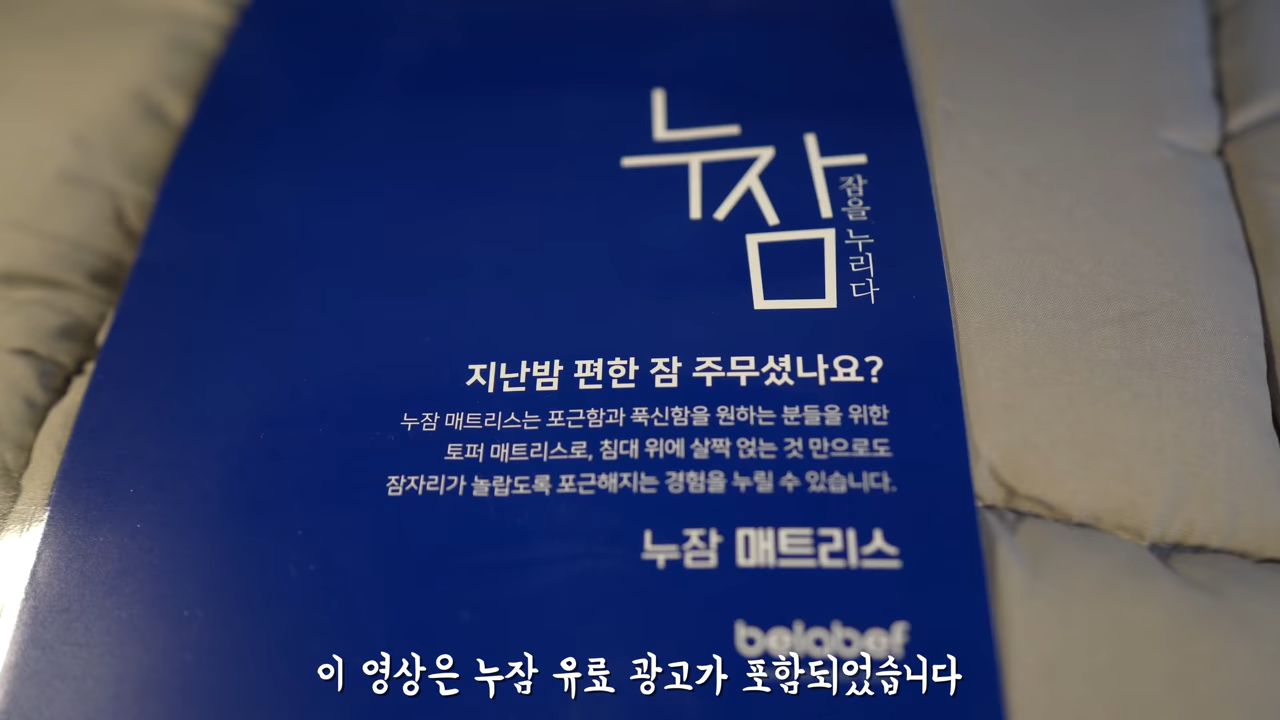 누잠
잠을 누리다
지난밤 편한 잠 주무셨나요?
누잠 매트리스는 포근함과 푹신함을 원하는 분들을 위한
토퍼 매트리스로, 침대 위에 살짝 얹는 것 만으로도
잠자리가 놀랍도록 포근해지는 경험을 누릴 수 있습니다.
누잠 매트리스
belabef
이 영상은 누잠 유료 광고가 포함되었습니다